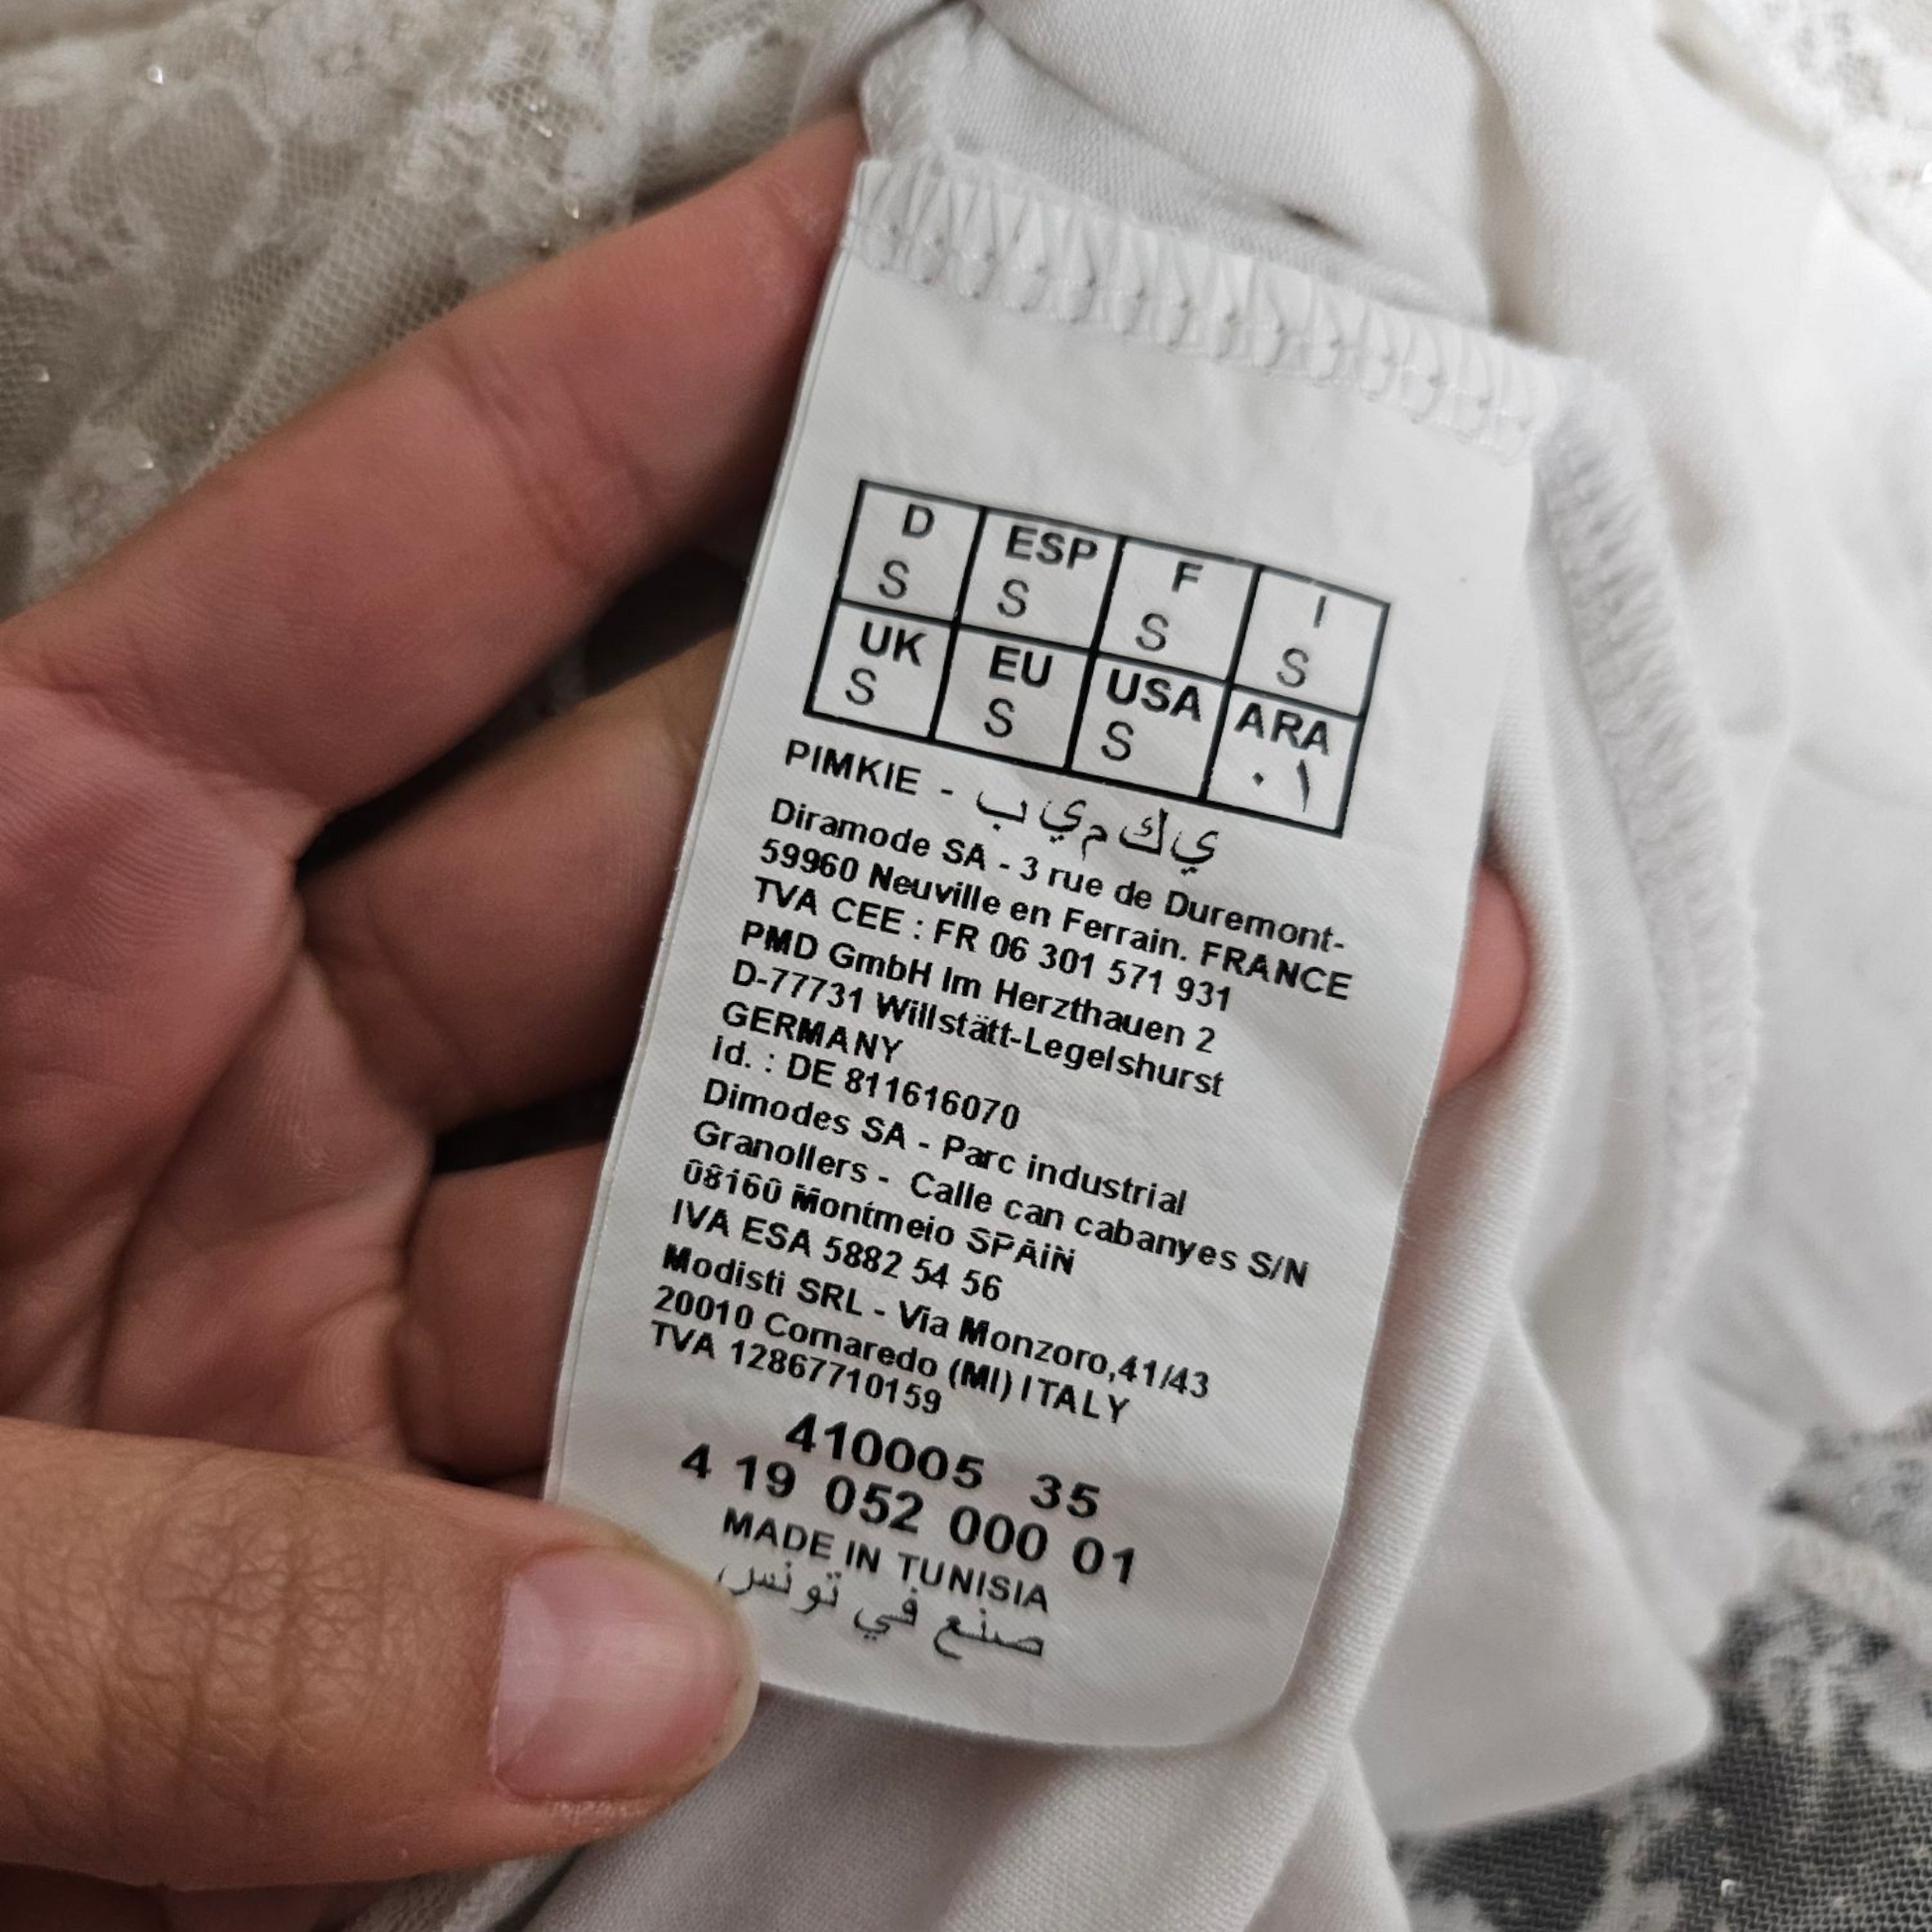 D ESP F I
S S S S
UK EU USA ARA
S S S ٠١
PIMKIE - ب ي م ك ي
Diramode SA - 3 rue de Duremont-
59960 Neuville en Ferrain. FRANCE
TVA CEE : FR 06 301 571 931
PMD GmbH Im Herzthauen 2
D-77731 Willstätt-Legelshurst
GERMANY
Id. : DE 811616070
Dimodes SA - Parc industrial
Granollers - Calle can cabanyes S/N
08160 Montmelo SPAIN
IVA ESA 5882 54 56
Modisti SRL - Via Monzoro,41/43
20010 Cornaredo (MI) ITALY
TVA 12867710159
410005 35
4 19 052 000 01
MADE IN TUNISIA
صنع في تونس